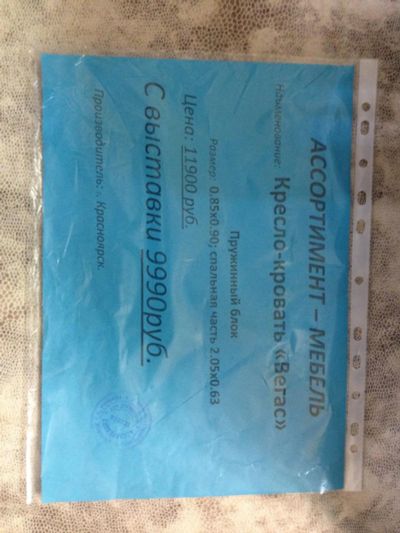 АССОРТИМЕНТ – МЕБЕЛЬ
Наименование: Кресло-кровать «Вегас»
Пружинный блок
Размер: 0.85х0.90; спальная часть 2.05х0.63
Цена: 11900 руб.
С выставки 9990руб.
Производитель: г. Красноярск.